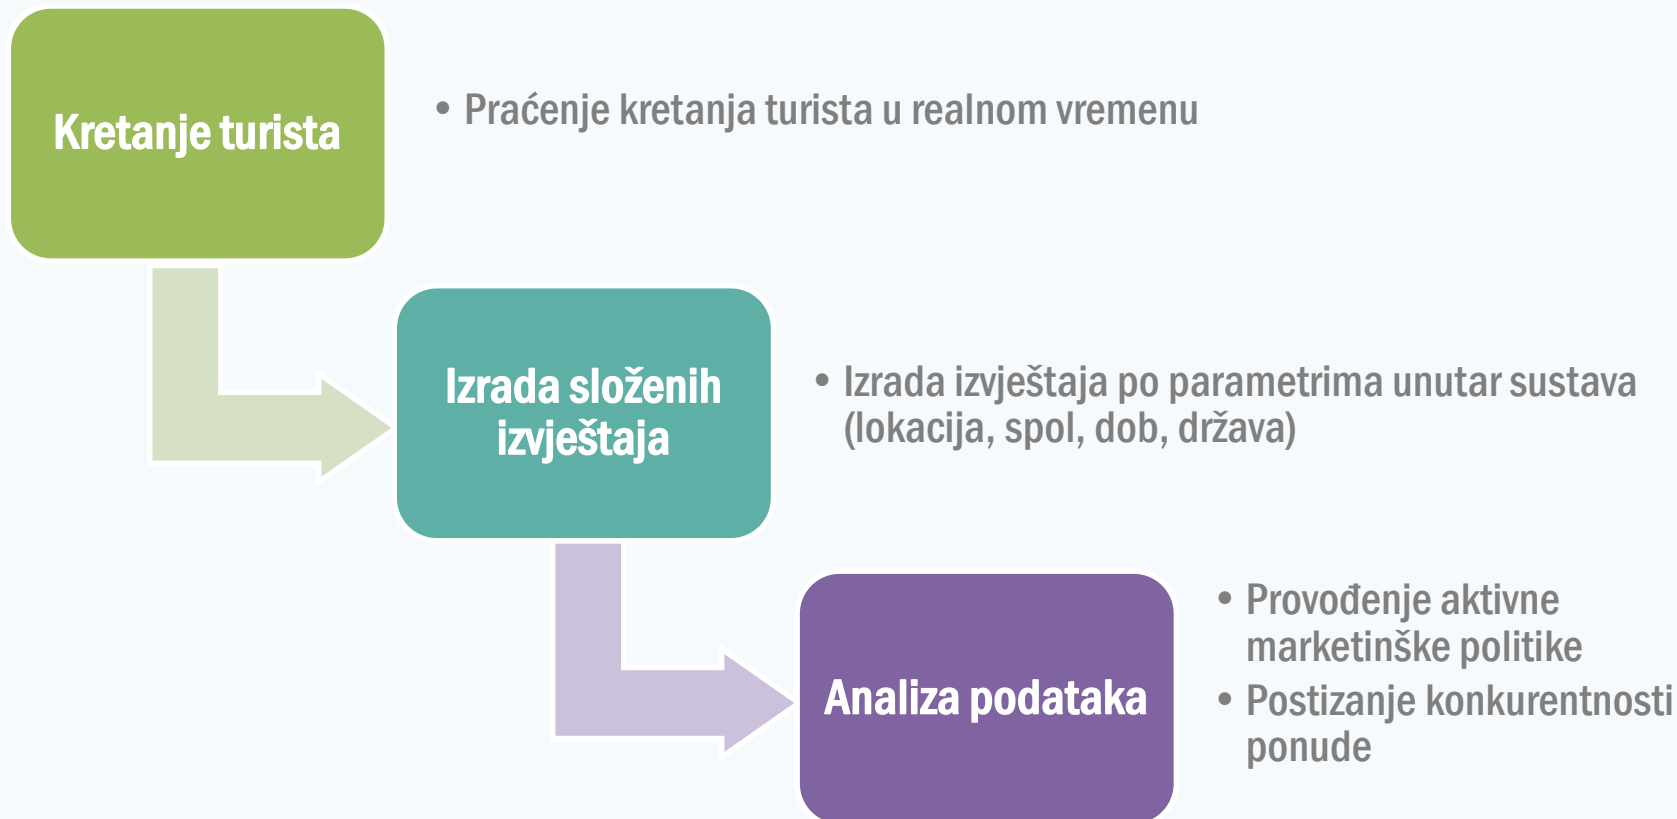 Kretanje turista
• Praćenje kretanja turista u realnom vremenu
Izrada složenih
izvještaja
• Izrada izvještaja po parametrima unutar sustava
(lokacija, spol, dob, država)
Analiza podataka
• Provođenje aktivne
marketinške politike
• Postizanje konkurentnosti
ponude